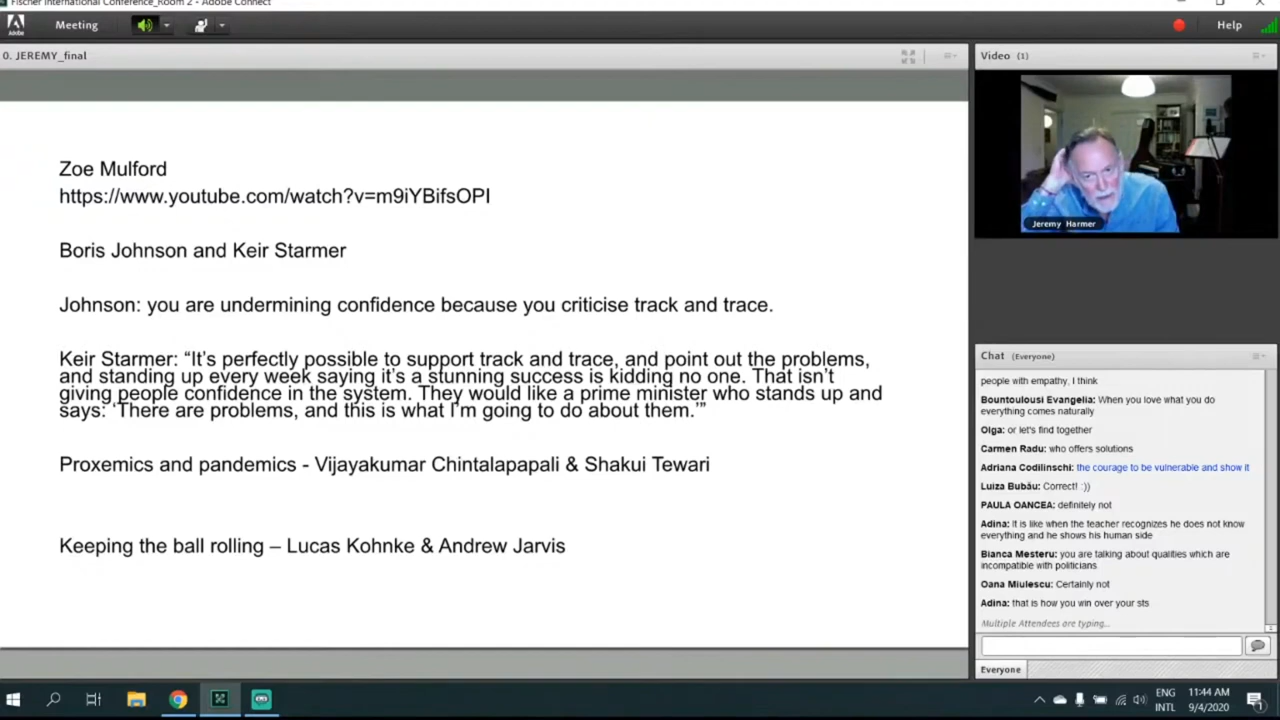 Fischer International Conference_Room 2 - Adobe Connect
Meeting
Help
0. JEREMY_final
Zoe Mulford
https://www.youtube.com/watch?v=m9iYBifsOPI
Boris Johnson and Keir Starmer
Johnson: you are undermining confidence because you criticise track and trace.
Keir Starmer: “It’s perfectly possible to support track and trace, and point out the problems,
and standing up every week saying it’s a stunning success is kidding no one. That isn’t
giving people confidence in the system. They would like a prime minister who stands up and
says: ‘There are problems, and this is what I’m going to do about them.’”
Proxemics and pandemics - Vijayakumar Chintalapapali & Shakui Tewari
Keeping the ball rolling – Lucas Kohnke & Andrew Jarvis
Video (1)
Jeremy Harmer
Chat (Everyone)
people with empathy, I think
Bountoulousi Evangelia: When you love what you do
everything comes naturally
Olga: or let's find together
Carmen Radu: who offers solutions
Adriana Codilinschi: the courage to be vulnerable and show it
Luiza Bubău: Correct! :))
PAULA OANCEA: definitely not
Adina: It is like when the teacher recognizes he does not know
everything and he shows his human side
Bianca Mesteru: you are talking about qualities which are
incompatible with politicians
Oana Miulescu: Certainly not
Adina: that is how you win over your sts
Multiple Attendees are typing...
Everyone
ENG
INTL
11:44 AM
9/4/2020